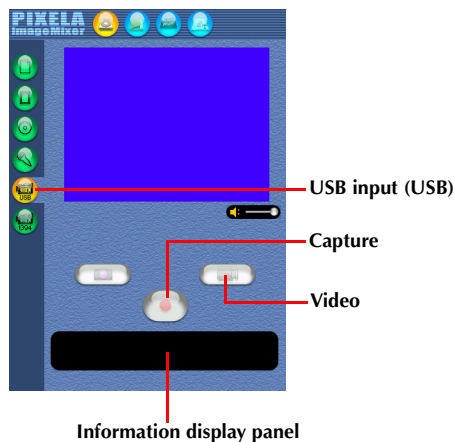 PIXELA
ImageMixer
USB
1394
USB input (USB)
Capture
Video
Information display panel